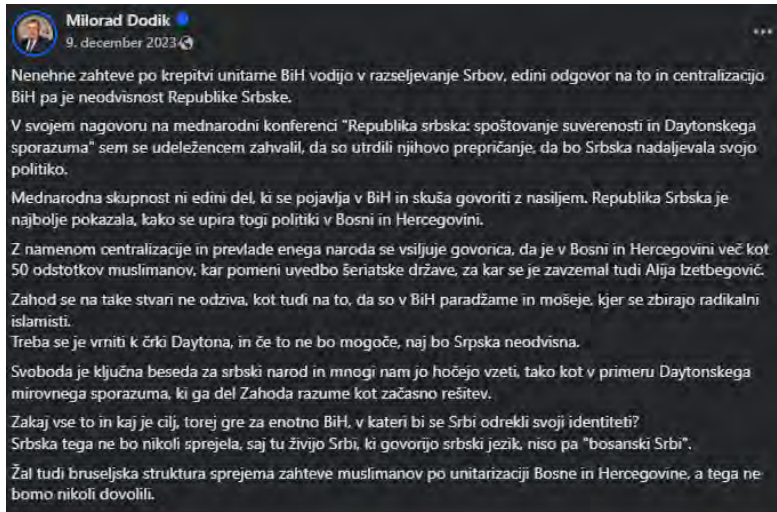 Milorad Dodik
9. december 2023
Nenehne zahteve po krepitvi unitarne BiH vodijo v razseljevanje Srbov, edini odgovor na to in centralizacijo
BiH pa je neodvisnost Republike Srbske.
V svojem nagovoru na mednarodni konferenci "Republika srbska: spoštovanje suverenosti in Daytonskega
sporazuma" sem se udeležencem zahvalil, da so utrdili njihovo prepričanje, da bo Srbska nadaljevala svojo
politiko.
Mednarodna skupnost ni edini del, ki se pojavlja v BiH in skuša govoriti z nasiljem. Republika Srbska je
najbolje pokazala, kako se upira togi politiki v Bosni in Hercegovini.
Z namenom centralizacije in prevlade enega naroda se vsiljuje govorica, da je v Bosni in Hercegovini več kot
50 odstotkov muslimanov, kar pomeni uvedbo šeriatske države, za kar se je zavzemal tudi Alija Izetbegović.
Zahod se na take stvari ne odziva, kot tudi na to, da so v BiH paradžame in mošeje, kjer se zbirajo radikalni
islamisti.
Treba se je vrniti k črki Daytona, in če to ne bo mogoče, naj bo Srpska neodvisna.
Svoboda je ključna beseda za srbski narod in mnogi nam jo hočejo vzeti, tako kot v primeru Daytonskega
mirovnega sporazuma, ki ga del Zahoda razume kot začasno rešitev.
Zakaj vse to in kaj je cilj, torej gre za enotno BiH, v kateri bi se Srbi odrekli svoji identiteti?
Srbska tega ne bo nikoli sprejela, saj tu živijo Srbi, ki govorijo srbski jezik, niso pa "bosanski Srbi".
Žal tudi bruseljska struktura sprejema zahteve muslimanov po unitarizaciji Bosne in Hercegovine, a tega ne
bomo nikoli dovolili.